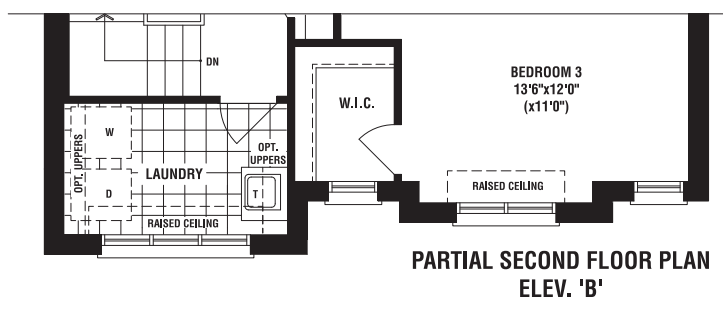 DN
BEDROOM 3
13'6"x12'0"
(x11'0")
W.I.C.
W
OPT. UPPERS
OPT.
UPPERS
LAUNDRY
D
T
RAISED CEILING
RAISED CEILING
PARTIAL SECOND FLOOR PLAN
ELEV. 'B'